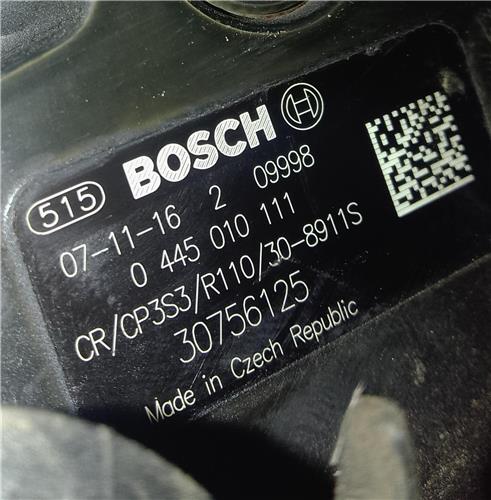 BOSCH
515
07-11-16 2 09998
0 445 010 111
CR/CP3S3/R110/30-8911S
30756125
Made in Czech Republic